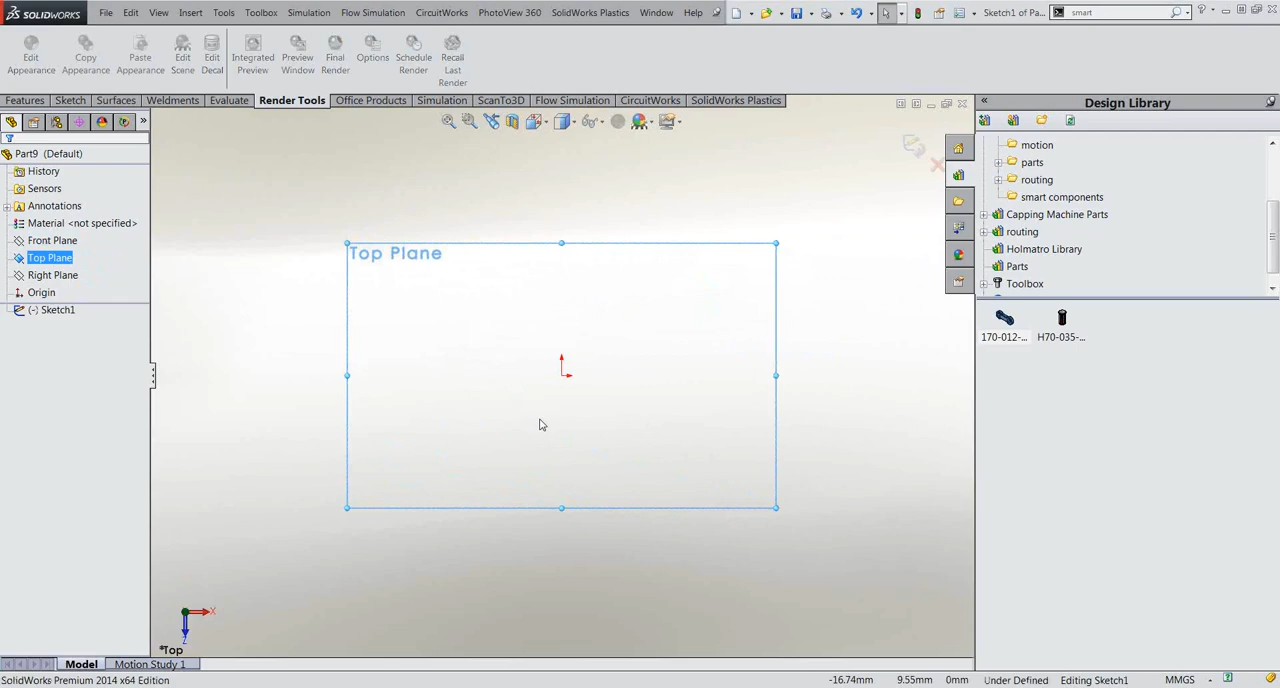 SOLIDWORKS File Edit View Insert Tools Toolbox Simulation Flow Simulation CircuitWorks PhotoView 360 SolidWorks Plastics Window Help Sketch1 of Pa... smart
Edit Appearance Copy Appearance Paste Appearance Edit Scene Edit Decal Integrated Preview Preview Window Final Render Options Schedule Render Recall Last Render
Features Sketch Surfaces Weldments Evaluate Render Tools Office Products Simulation ScanTo3D Flow Simulation CircuitWorks SolidWorks Plastics
Design Library
Part9 (Default)
History
Sensors
Annotations
Material <not specified>
Front Plane
Top Plane
Right Plane
Origin
(-) Sketch1
Top Plane
motion
parts
routing
smart components
Capping Machine Parts
routing
Holmatro Library
Parts
Toolbox
170-012-... H70-035-...
X
Z
*Top
Model Motion Study 1
SolidWorks Premium 2014 x64 Edition -16.74mm 9.55mm 0mm Under Defined Editing Sketch1 MMGS